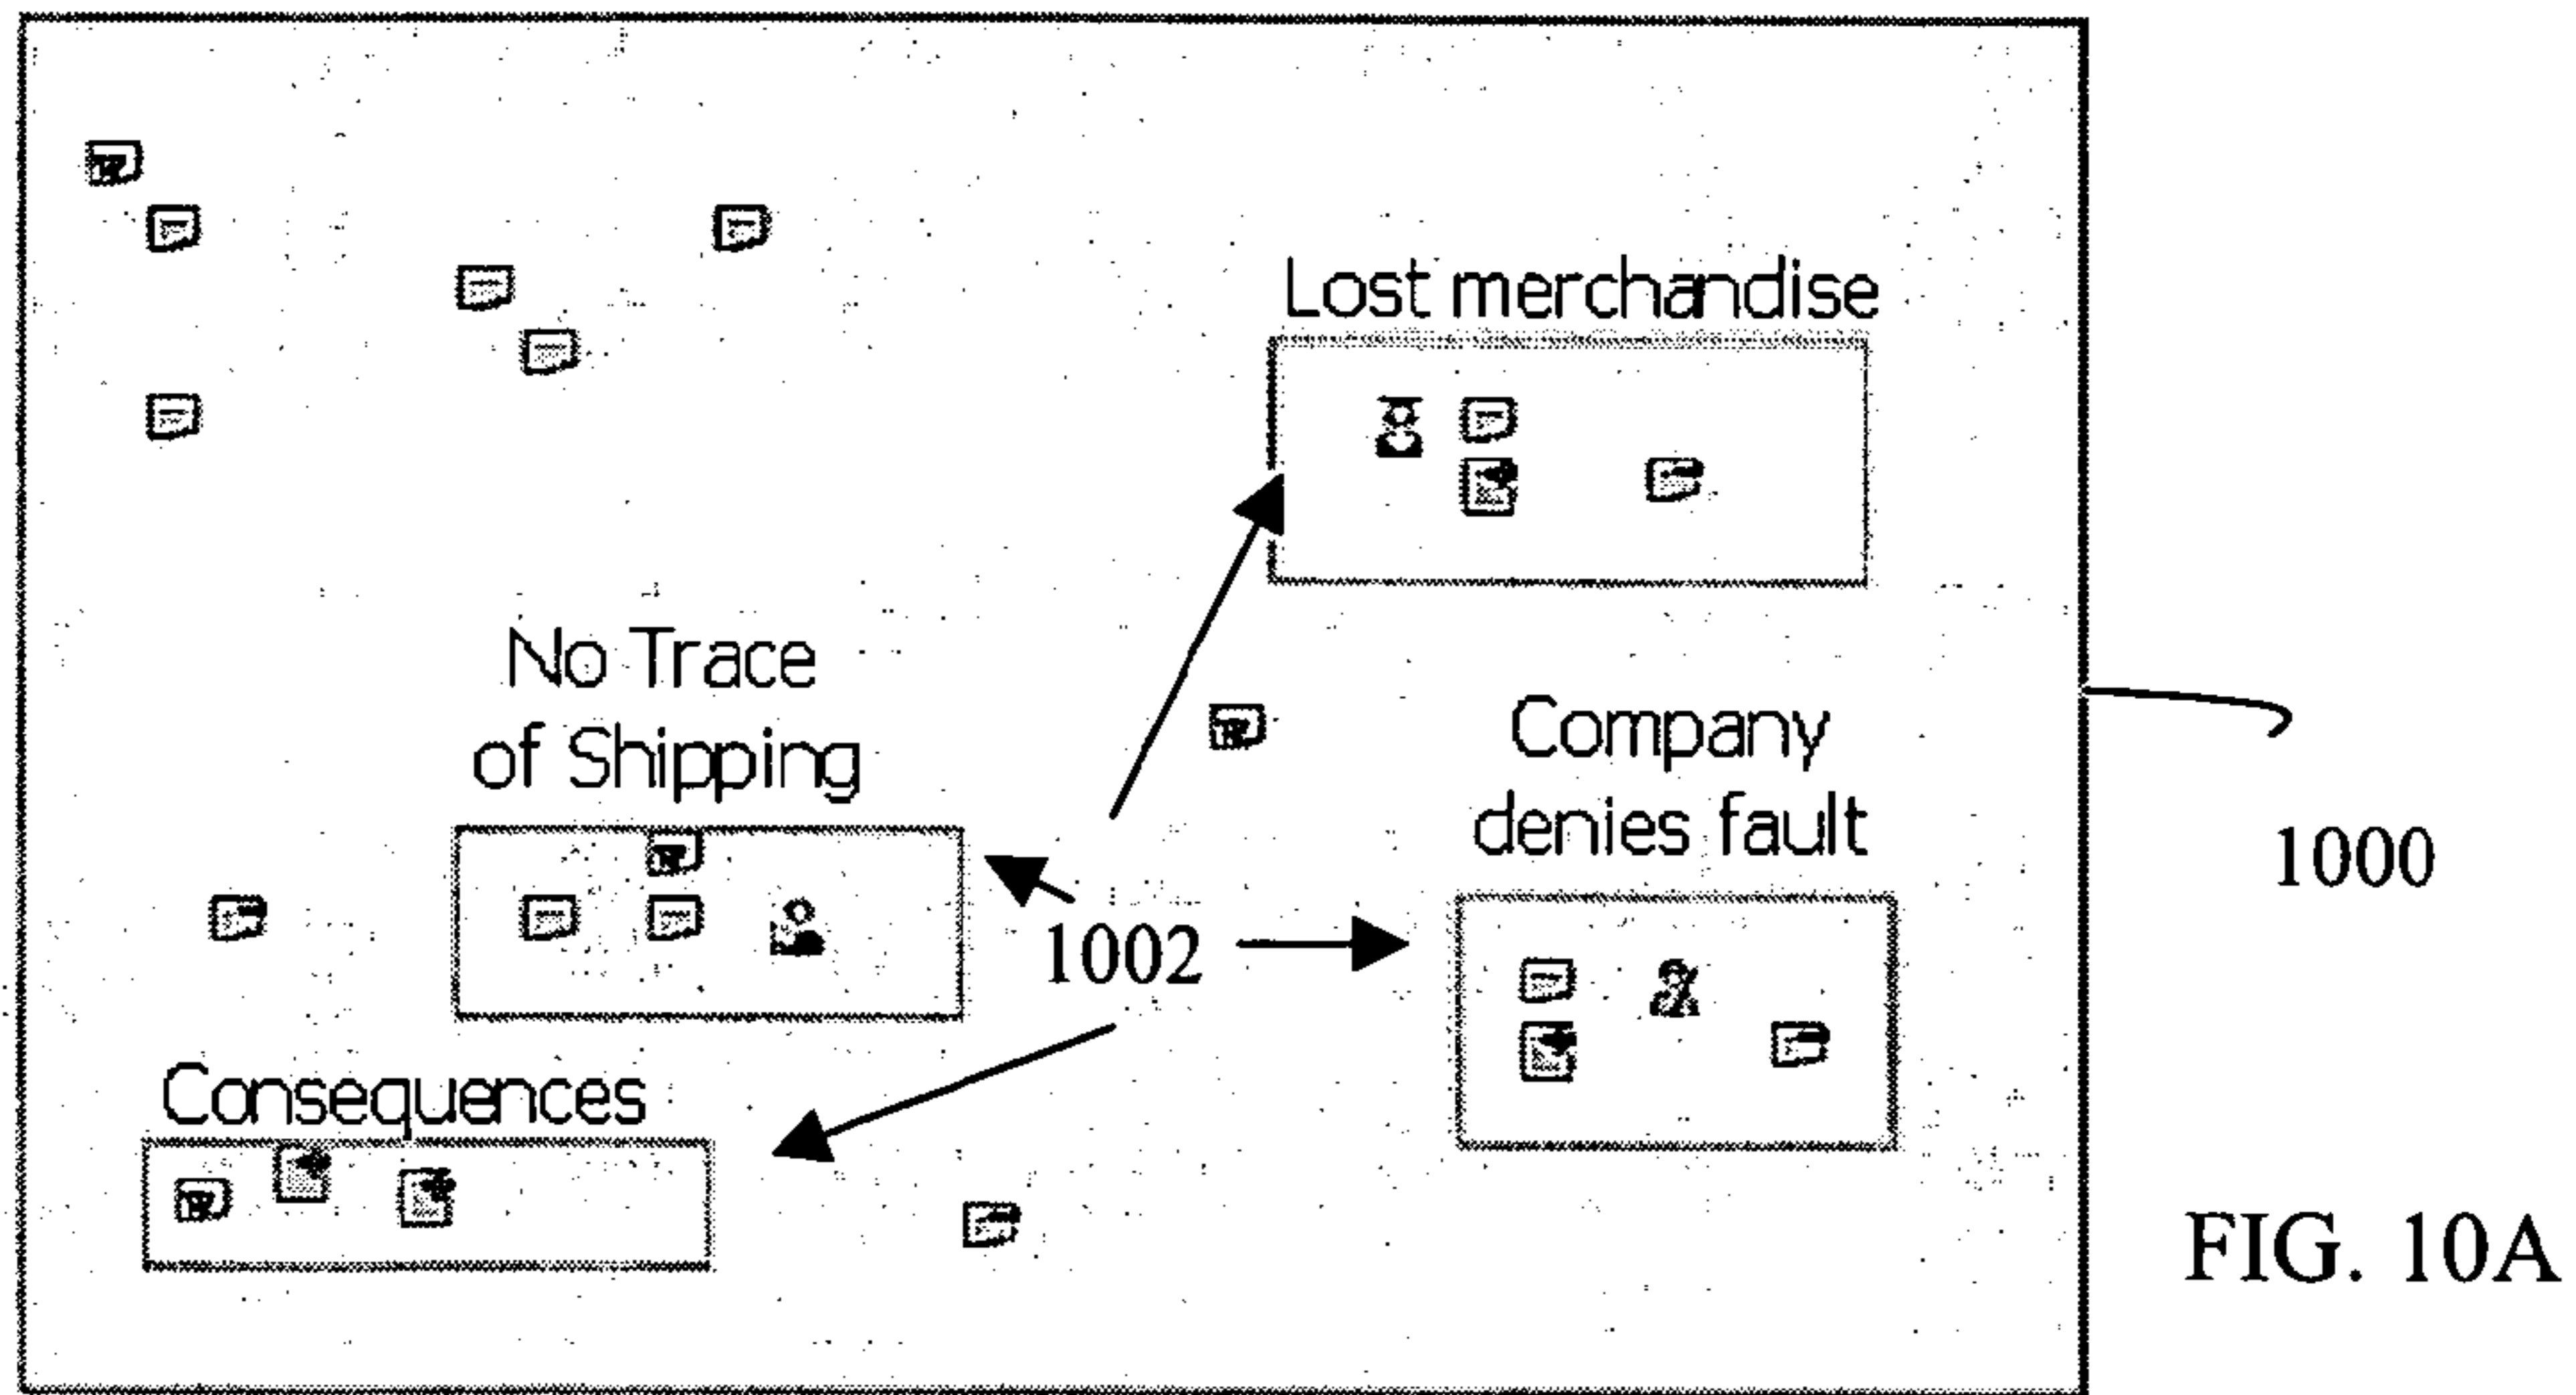 Lost merchandise
No Trace
of Shipping
Company
denies fault
1000
1002
Consequences
FIG. 10A